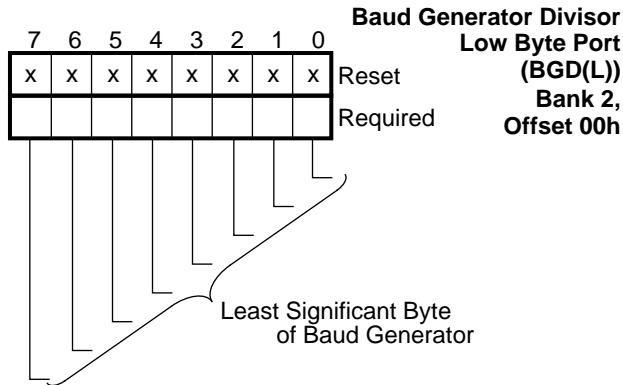 Baud Generator Divisor
Low Byte Port
(BGD(L))
Bank 2,
Offset 00h
7 6 5 4 3 2 1 0
x x x x x x x x Reset
Required
Least Significant Byte
of Baud Generator